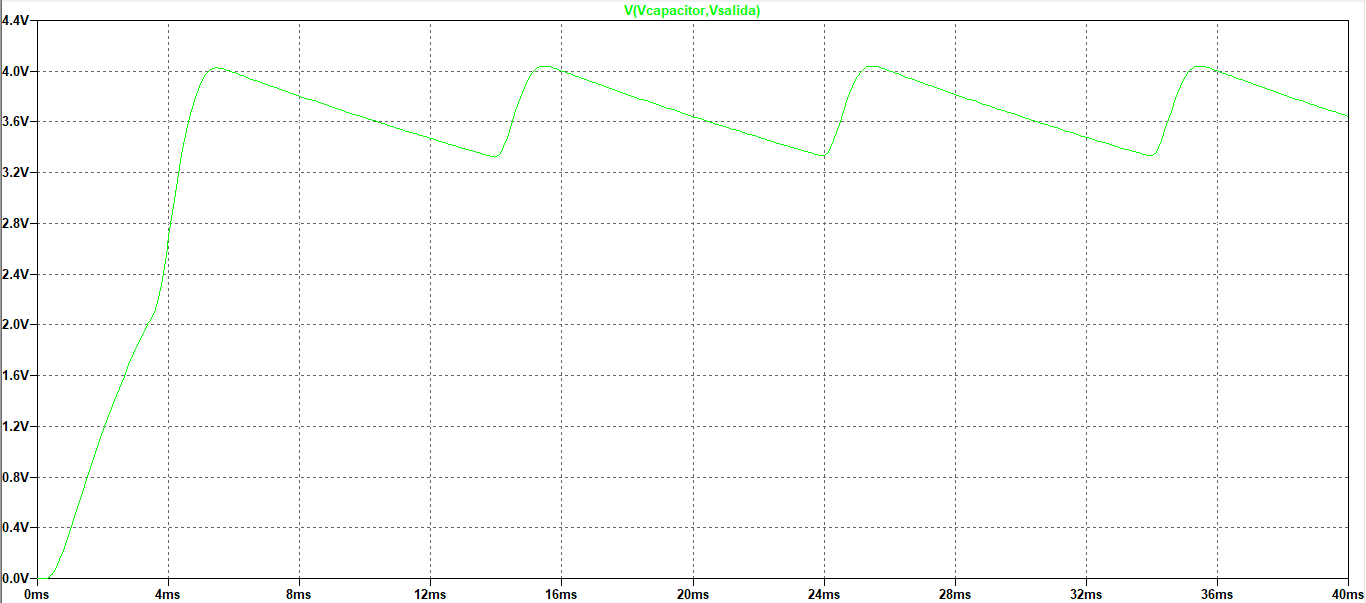 V(Vcapacitor,Vsalida)
4.4V
4.0V
3.6V
3.2V
2.8V
2.4V
2.0V
1.6V
1.2V
0.8V
0.4V
0.0V
0ms 4ms 8ms 12ms 16ms 20ms 24ms 28ms 32ms 36ms 40ms